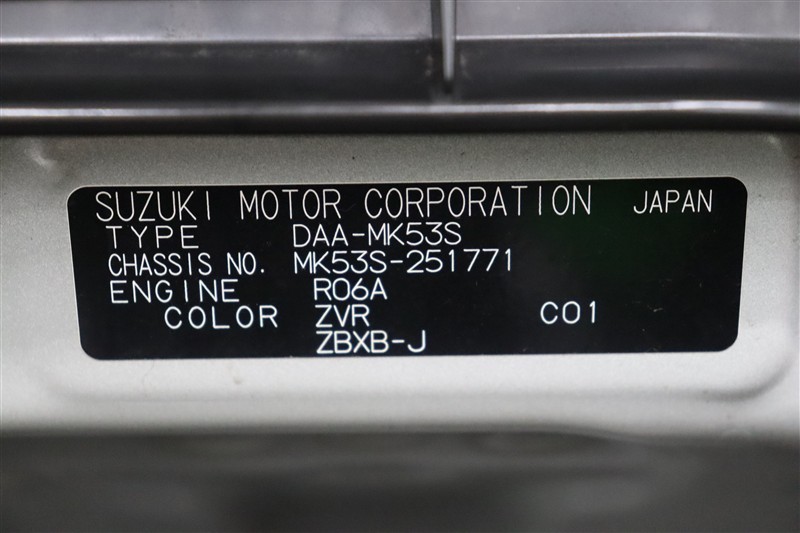 SUZUKI MOTOR CORPORATION JAPAN
TYPE DAA-MK53S
CHASSIS NO. MK53S-251771
ENGINE R06A
COLOR ZVR C01
ZBXB-J